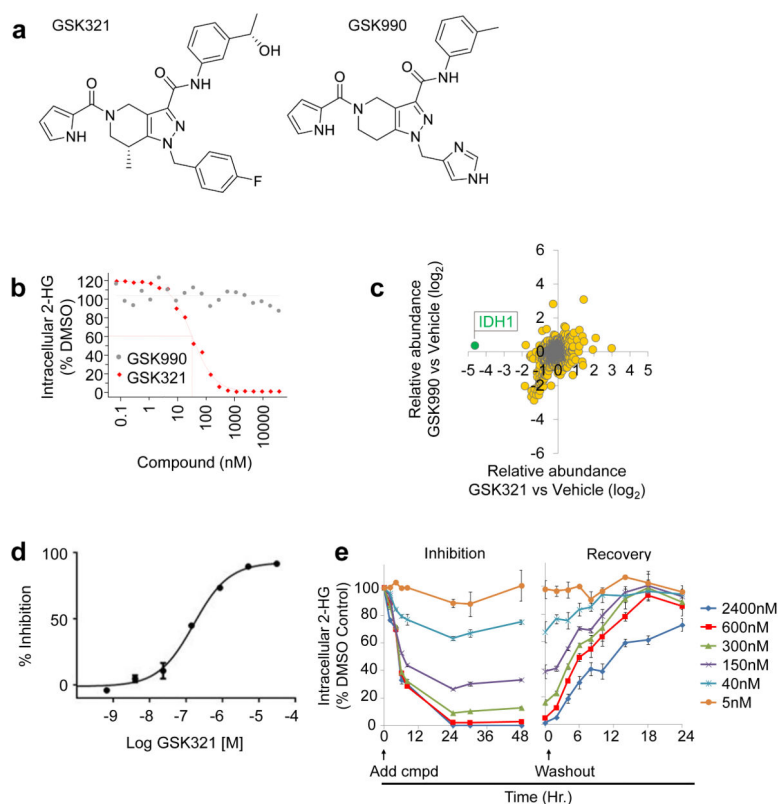 a
GSK321
GSK990
OH
O
NH
O
N
N
N
NH
F
O
NH
O
N
N
N
NH
N
NH
b
Intracellular 2-HG
(% DMSO)
120
100
80
60
40
20
0
GSK990
GSK321
0.1
1
10
100
1000
10000
Compound (nM)
c
Relative abundance
GSK990 vs Vehicle (log2)
6
4
2
0
-2
-4
-6
IDH1
-5 -4 -3 -2 -1 0 1 2 3 4 5
Relative abundance
GSK321 vs Vehicle (log2)
d
% Inhibition
100
50
0
-9 -8 -7 -6 -5 -4
Log GSK321 [M]
e
Inhibition
Recovery
Intracellular 2-HG
(% DMSO Control)
100
80
60
40
20
0
0 12 24 36 48
0 6 12 18 24
Add cmpd
Washout
Time (Hr.)
2400nM
600nM
300nM
150nM
40nM
5nM